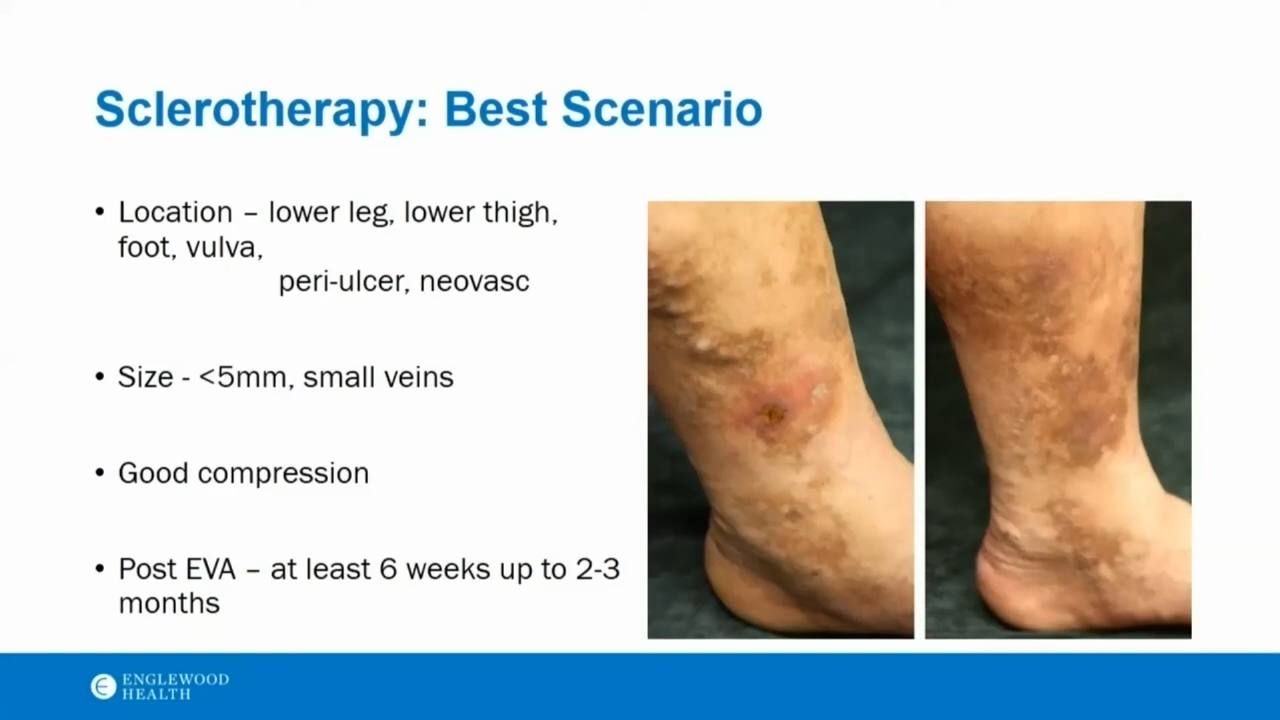 Sclerotherapy: Best Scenario
• Location – lower leg, lower thigh,
foot, vulva,
peri-ulcer, neovasc
• Size - <5mm, small veins
• Good compression
• Post EVA – at least 6 weeks up to 2-3
months
ENGLEWOOD
HEALTH